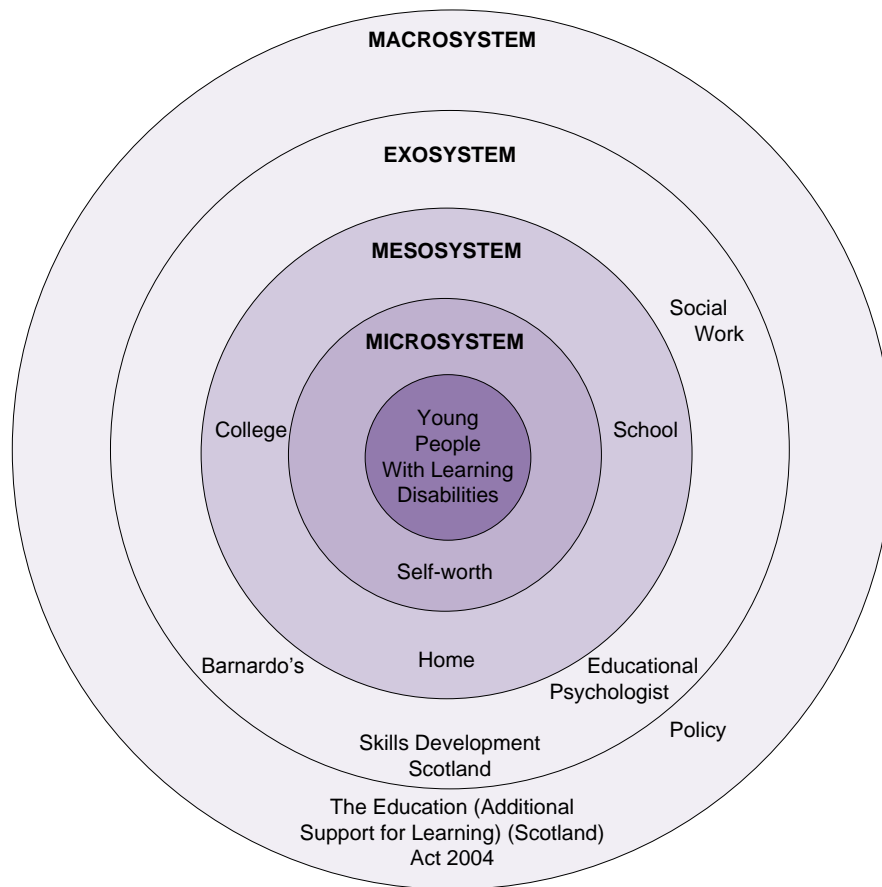 MACROSYSTEM
EXOSYSTEM
MESOSYSTEM
Social
Work
MICROSYSTEM
College
Young
People
With Learning
Disabilities
School
Self-worth
Barnardo’s
Home
Educational
Psychologist
Policy
Skills Development
Scotland
The Education (Additional
Support for Learning) (Scotland)
Act 2004